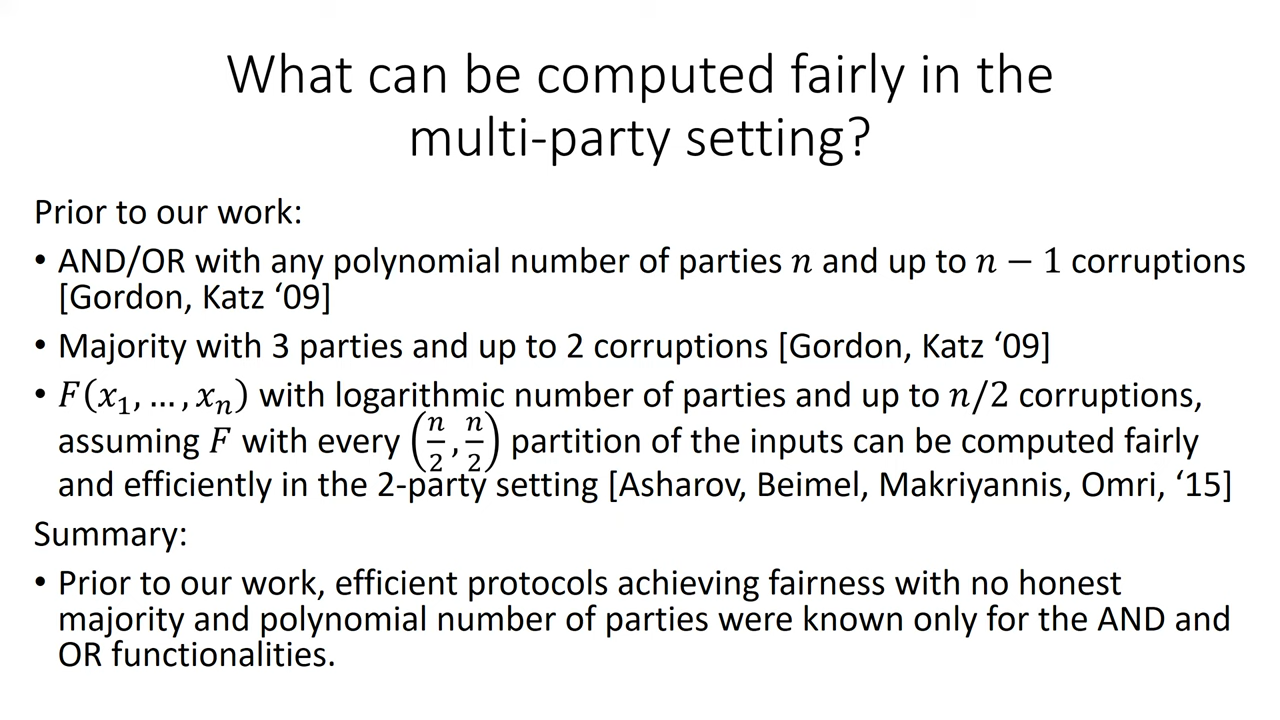 What can be computed fairly in the
multi-party setting?
Prior to our work:
• AND/OR with any polynomial number of parties n and up to n − 1 corruptions
[Gordon, Katz ‘09]
• Majority with 3 parties and up to 2 corruptions [Gordon, Katz ‘09]
• F(x₁, …, xₙ) with logarithmic number of parties and up to n/2 corruptions,
assuming F with every (n/2, n/2) partition of the inputs can be computed fairly
and efficiently in the 2-party setting [Asharov, Beimel, Makriyannis, Omri, ‘15]
Summary:
• Prior to our work, efficient protocols achieving fairness with no honest
majority and polynomial number of parties were known only for the AND and
OR functionalities.